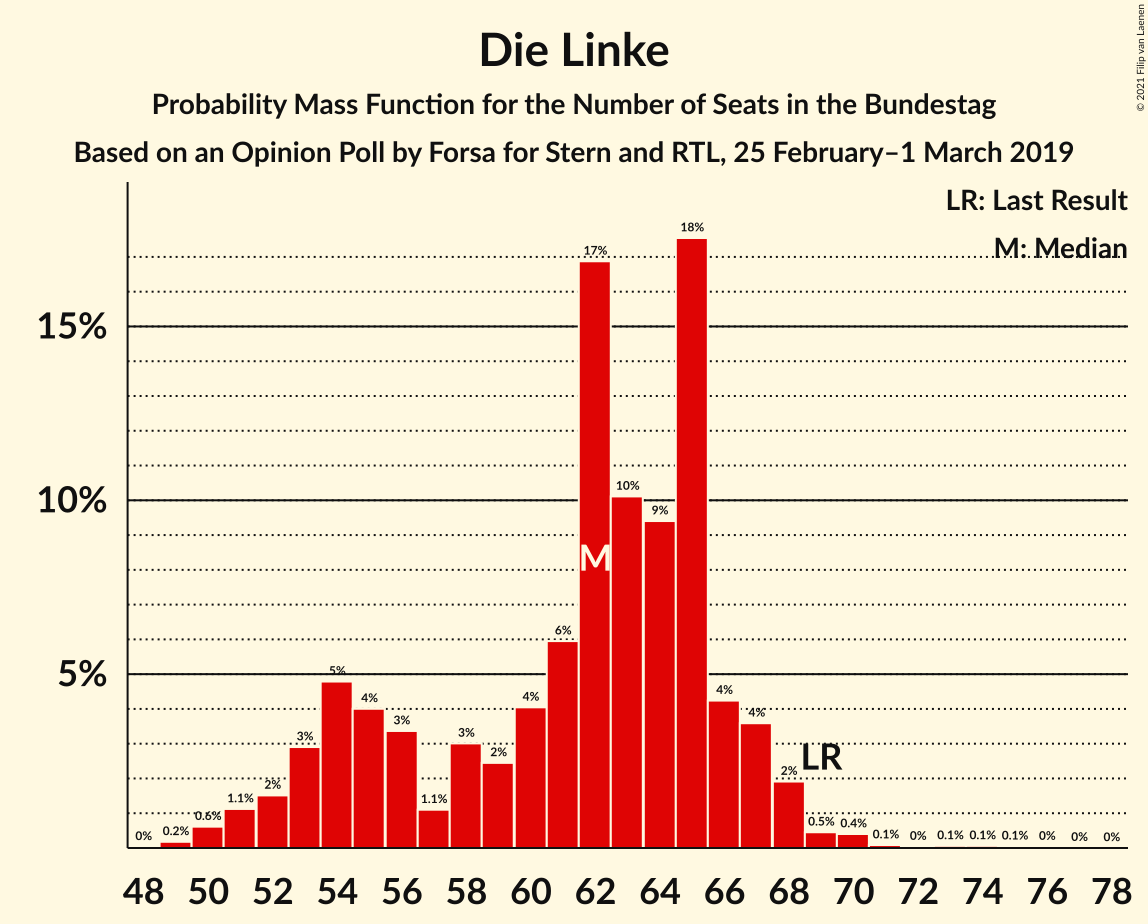 Die Linke
Probability Mass Function for the Number of Seats in the Bundestag
Based on an Opinion Poll by Forsa for Stern and RTL, 25 February–1 March 2019
© 2021 Filip van Laenen
LR: Last Result
M: Median
15%
10%
5%
0% 0.2% 0.6% 1.1% 2% 3% 5% 4% 3% 1.1% 3% 2% 4% 6% 17% 10% 9% 18% 4% 4% 2% 0.5% 0.4% 0.1% 0% 0.1% 0.1% 0.1% 0% 0% 0%
M
LR
48 50 52 54 56 58 60 62 64 66 68 70 72 74 76 78